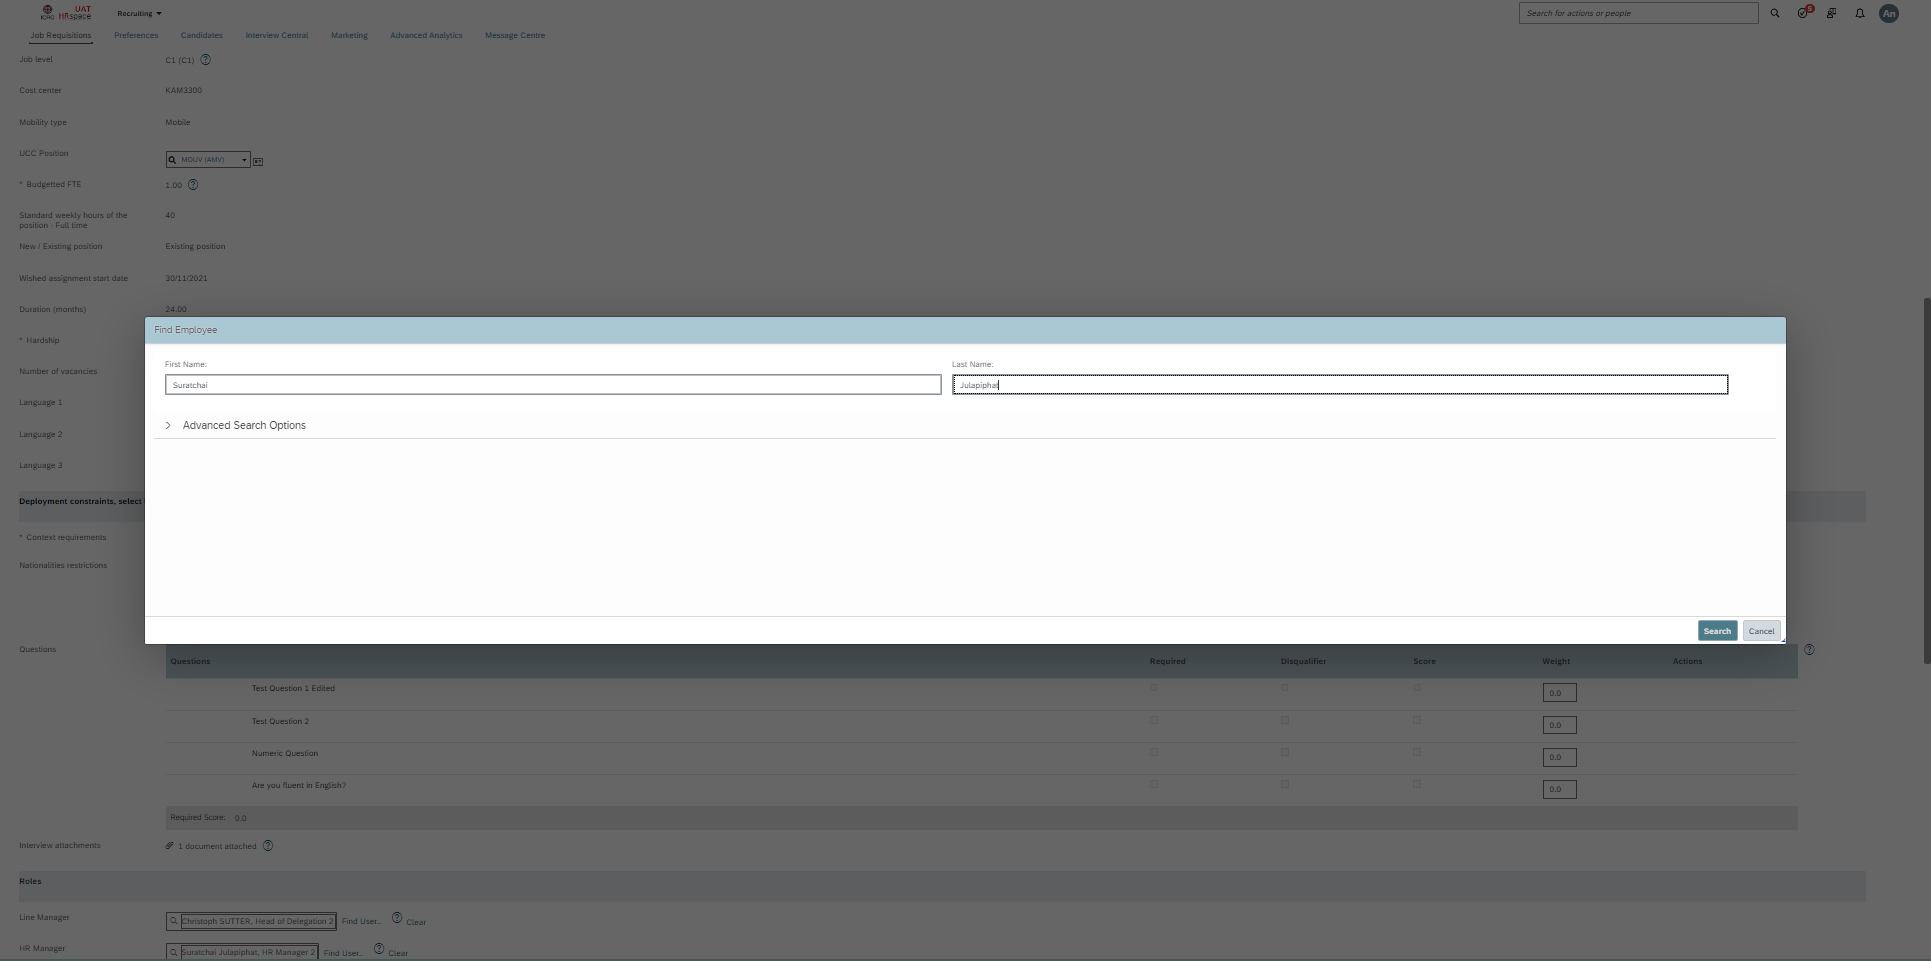 UAT
ICRC HRspace
Recruiting
Search for actions or people
5
An
Job Requisitions Preferences Candidates Interview Central Marketing Advanced Analytics Message Centre
Job level C1 (C1)
Cost center KAM3300
Mobility type Mobile
UCC Position MOUV (AMV)
* Budgetted FTE 1.00
Standard weekly hours of the 40
position - Full time
New / Existing position Existing position
Wished assignment start date 30/11/2021
Duration (months) 24.00
Find Employee
* Hardship
First Name: Last Name:
Number of vacancies
Suratchai Julapiphat
Language 1
Advanced Search Options
Language 2
Language 3
Deployment constraints, select
* Context requirements
Nationalities restrictions
Search Cancel
Questions
Questions Required Disqualifier Score Weight Actions
Test Question 1 Edited 0.0
Test Question 2 0.0
Numeric Question 0.0
Are you fluent in English? 0.0
Required Score: 0.0
Interview attachments 1 document attached
Roles
Line Manager Christoph SUTTER, Head of Delegation 2 Find User... Clear
HR Manager Suratchai Julapiphat, HR Manager 2 Find User... Clear